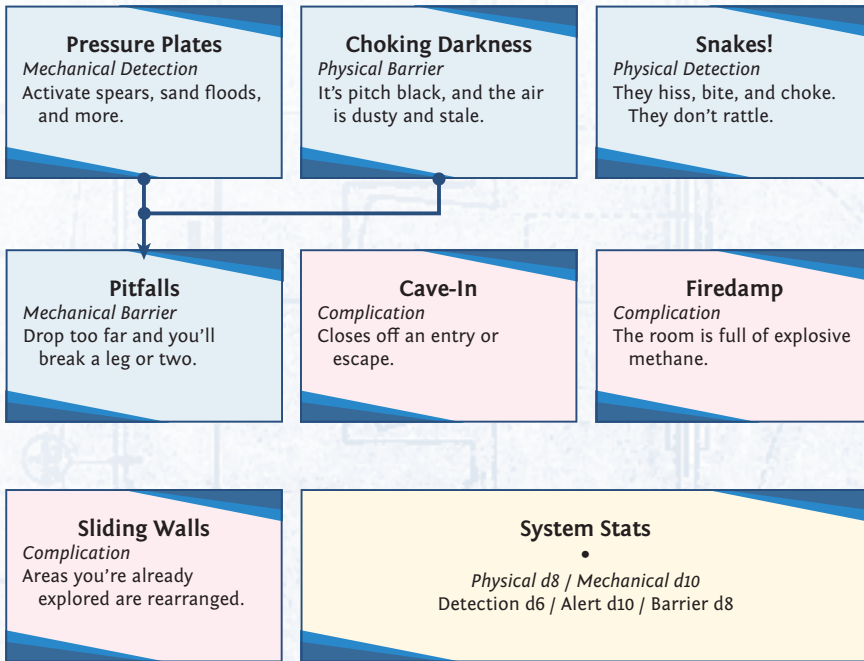 Pressure Plates
Mechanical Detection
Activate spears, sand floods,
and more.
Choking Darkness
Physical Barrier
It's pitch black, and the air
is dusty and stale.
Snakes!
Physical Detection
They hiss, bite, and choke.
They don't rattle.
Pitfalls
Mechanical Barrier
Drop too far and you'll
break a leg or two.
Cave-In
Complication
Closes off an entry or
escape.
Firedamp
Complication
The room is full of explosive
methane.
Sliding Walls
Complication
Areas you're already
explored are rearranged.
System Stats
•
Physical d8 / Mechanical d10
Detection d6 / Alert d10 / Barrier d8